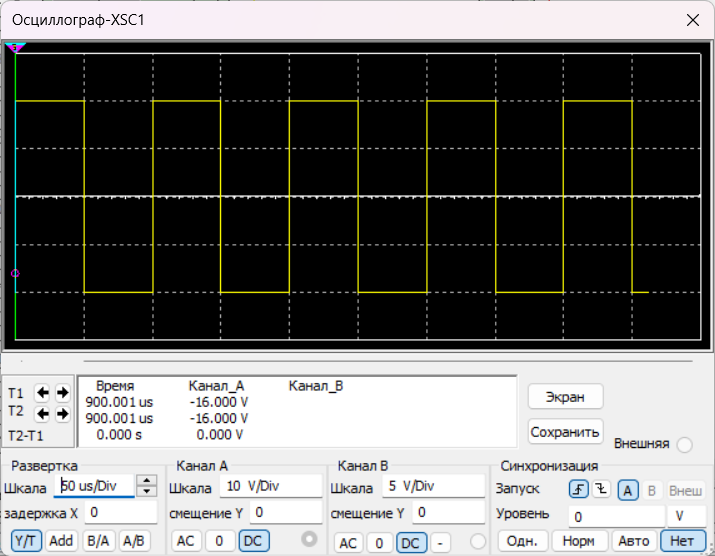 Осциллограф-XSC1
Время Канал_А Канал_В
T1 900.001 us -16.000 V
T2 900.001 us -16.000 V
T2-T1 0.000 s 0.000 V
Экран
Сохранить
Внешняя
Развертка Канал А Канал В Синхронизация
Шкала 50 us/Div Шкала 10 V/Div Шкала 5 V/Div Запуск A B Внеш
задержка X 0 смещение Y 0 смещение Y 0 Уровень 0 V
Y/T Add B/A A/B AC 0 DC AC 0 DC - Одн. Норм Авто Нет